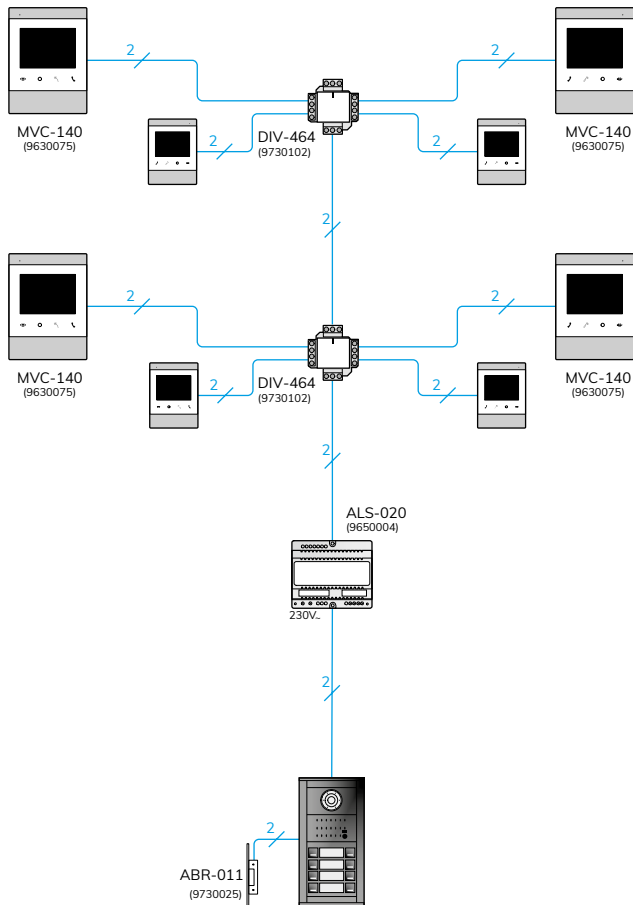 2
2
MVC-140
(9630075)
DIV-464
(9730102)
MVC-140
(9630075)
2
2
2
2
2
MVC-140
(9630075)
DIV-464
(9730102)
MVC-140
(9630075)
2
2
2
ALS-020
(9650004)
230V~
2
2
ABR-011
(9730025)